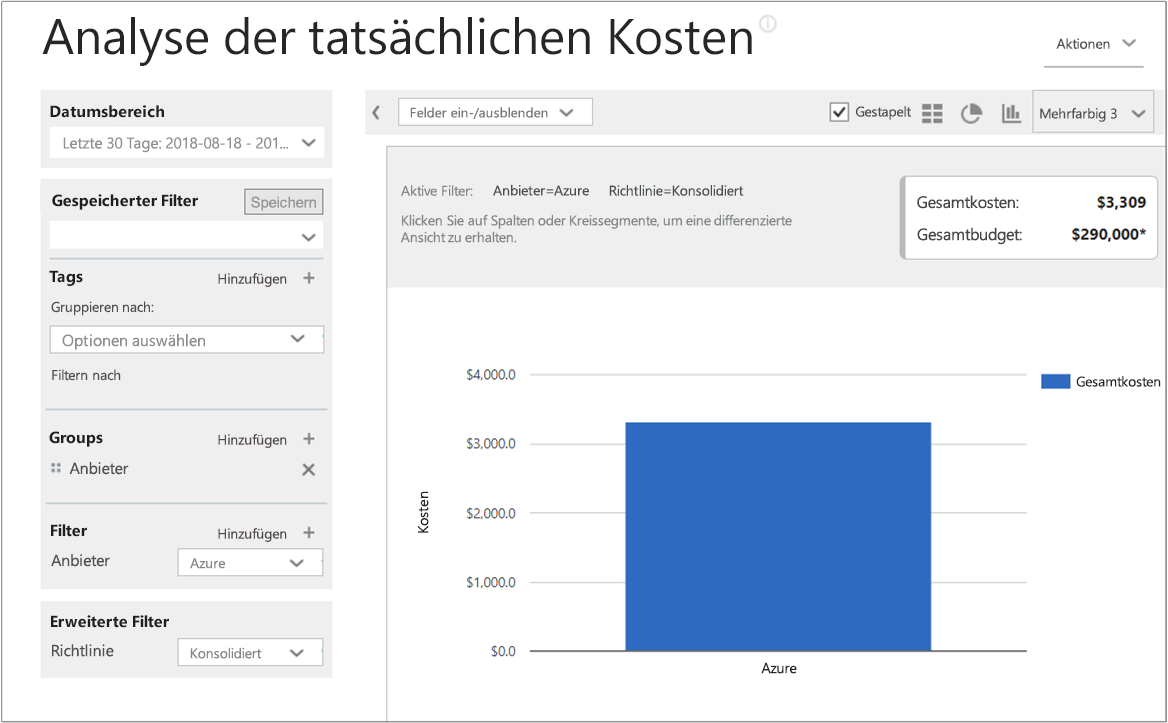 Analyse der tatsächlichen Kosten
Aktionen
Datumsbereich
Letzte 30 Tage: 2018-08-18 - 201...
Gespeicherter Filter
Speichern
Tags
Hinzufügen +
Gruppieren nach:
Optionen auswählen
Filtern nach
Groups
Hinzufügen +
Anbieter
Filter
Hinzufügen +
Anbieter
Azure
Erweiterte Filter
Richtlinie
Konsolidiert
Felder ein-/ausblenden
Gestapelt
Mehrfarbig 3
Aktive Filter: Anbieter=Azure Richtlinie=Konsolidiert
Klicken Sie auf Spalten oder Kreissegmente, um eine differenzierte
Ansicht zu erhalten.
Gesamtkosten: $3,309
Gesamtbudget: $290,000*
$4,000.0
$3,000.0
$2,000.0
$1,000.0
$0.0
Kosten
Azure
Gesamtkosten